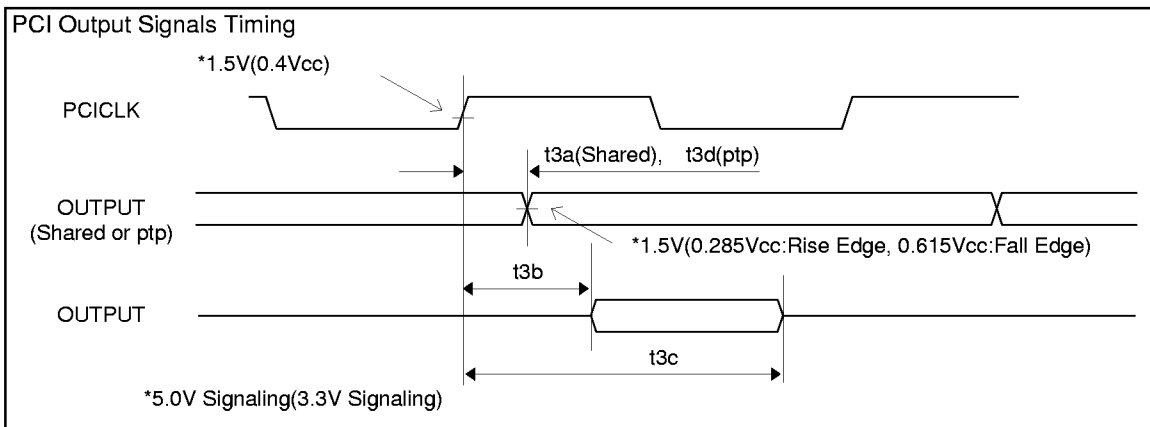 PCI Output Signals Timing
*1.5V(0.4Vcc)
PCICLK
t3a(Shared), t3d(ptp)
OUTPUT
(Shared or ptp)
*1.5V(0.285Vcc:Rise Edge, 0.615Vcc:Fall Edge)
t3b
OUTPUT
t3c
*5.0V Signaling(3.3V Signaling)